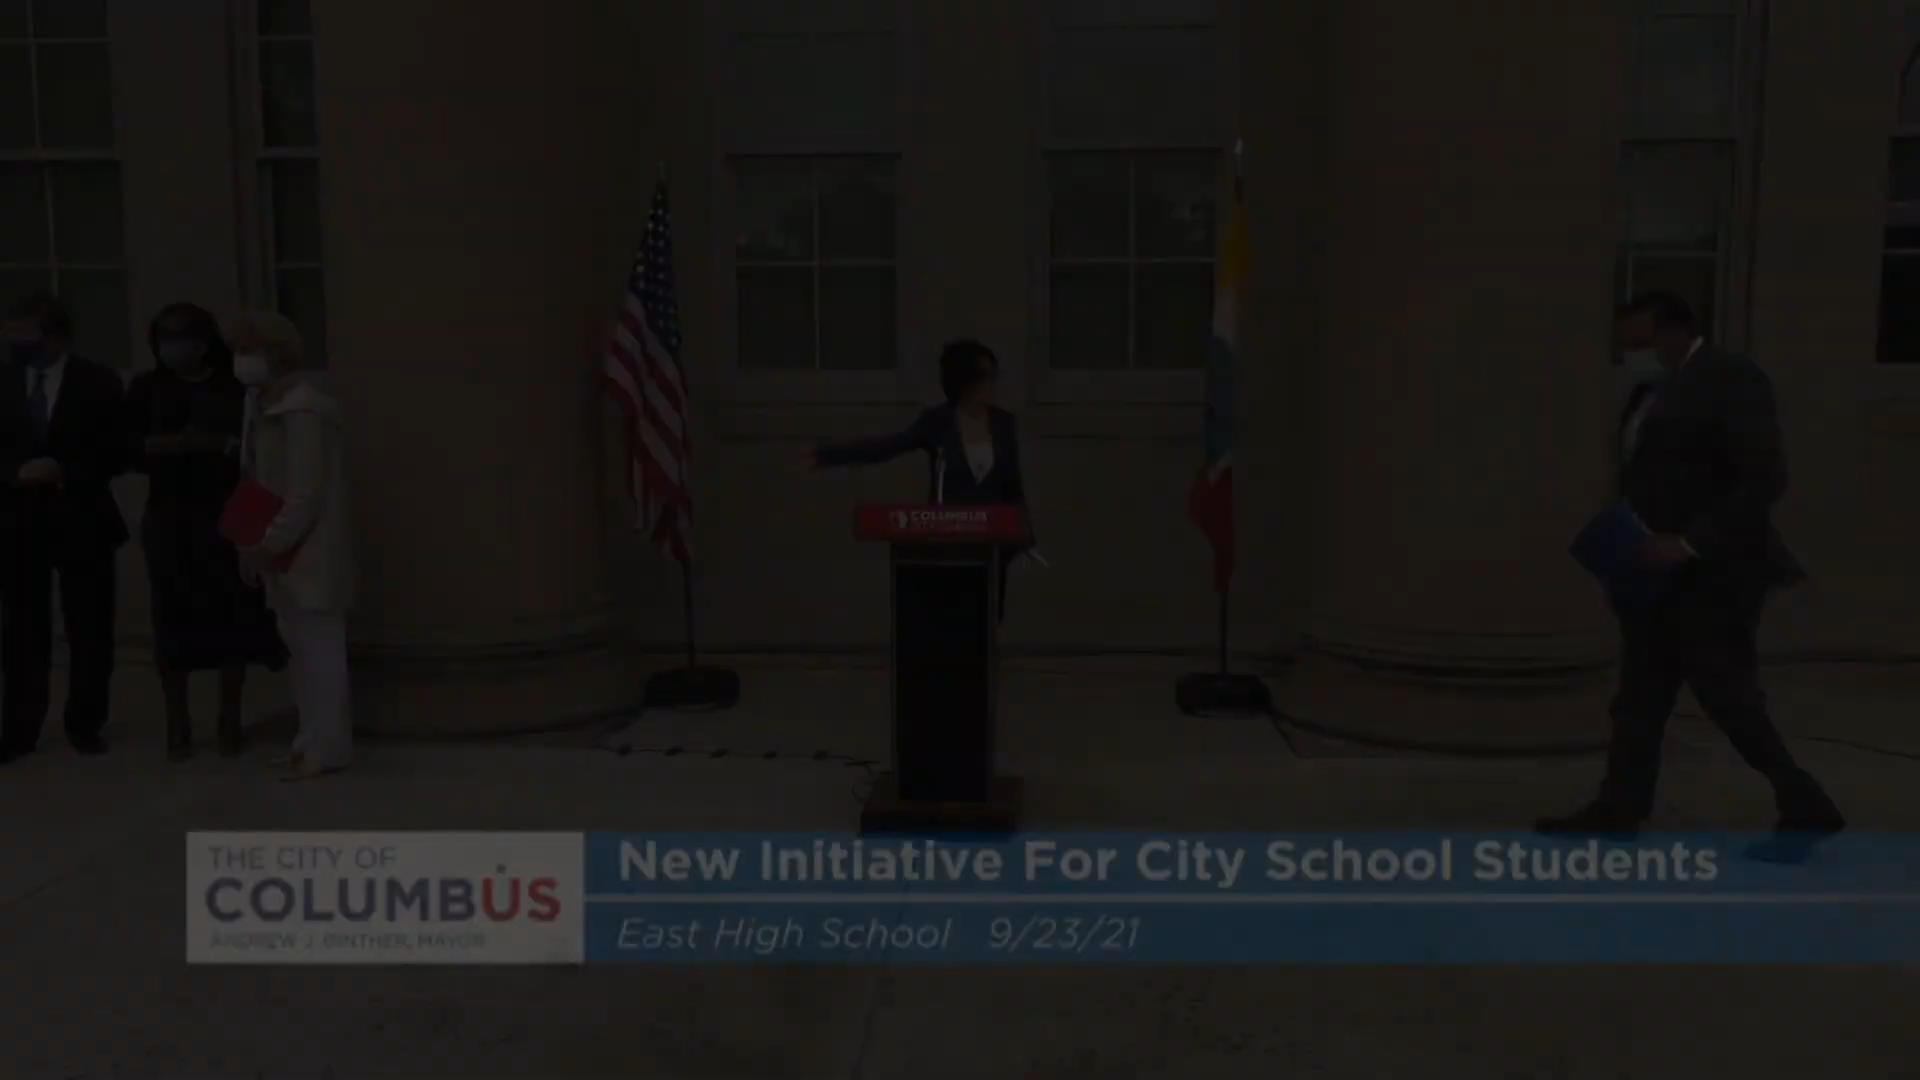 COLUMBUS
THE CITY OF
COLUMBUS
ANDREW J. GINTHER, MAYOR
New Initiative For City School Students
East High School 9/23/21